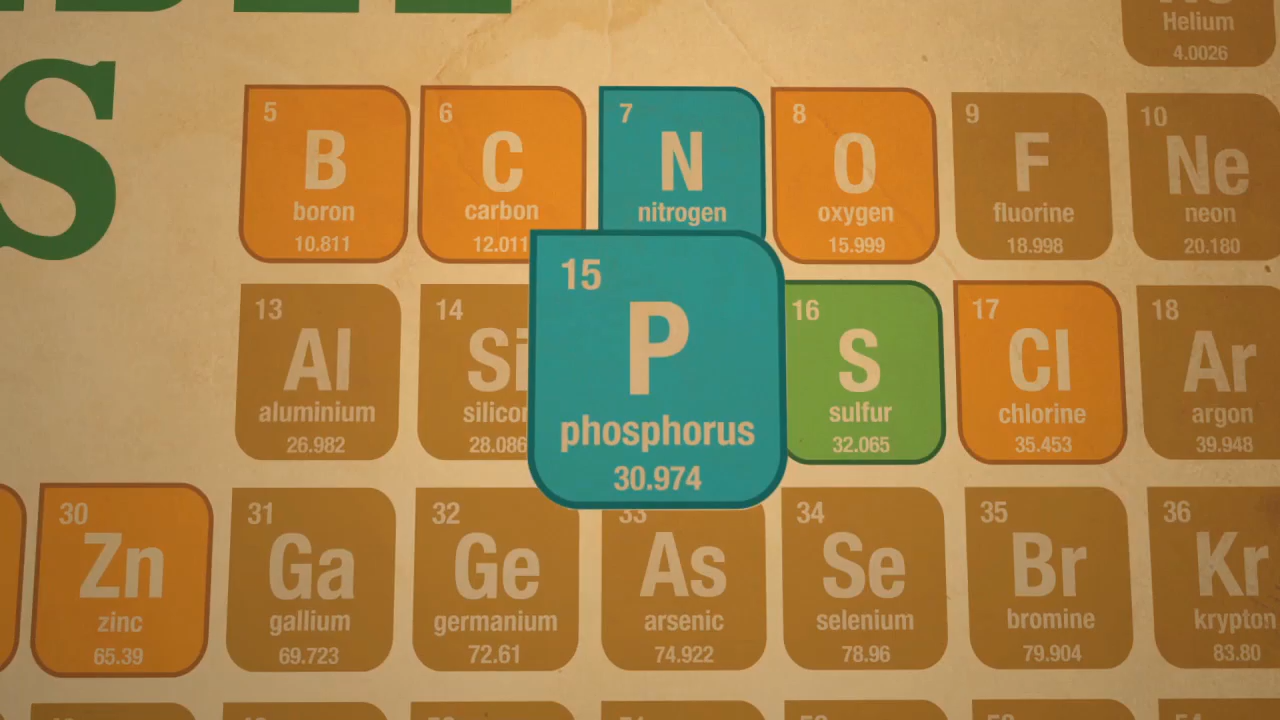 Helium
4.0026
S
5
B
boron
10.811
6
C
carbon
12.011
7
N
nitrogen
8
O
oxygen
15.999
9
F
fluorine
18.998
10
Ne
neon
20.180
13
Al
aluminium
26.982
14
Si
silicon
28.086
15
P
phosphorus
30.974
16
S
sulfur
32.065
17
Cl
chlorine
35.453
18
Ar
argon
39.948
30
Zn
zinc
65.39
31
Ga
gallium
69.723
32
Ge
germanium
72.61
33
As
arsenic
74.922
34
Se
selenium
78.96
35
Br
bromine
79.904
36
Kr
krypton
83.80